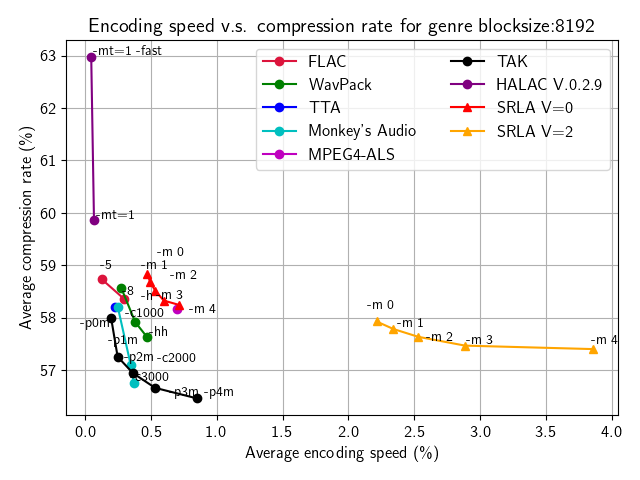 Encoding speed v.s. compression rate for genre blocksize:8192
Average compression rate (%)
63
62
61
60
59
58
57
FLAC
WavPack
TTA
Monkey's Audio
MPEG4-ALS
TAK
HALAC V.0.2.9
SRLA V=0
SRLA V=2
-mt=1 -fast
-mt=1
-m 0
-5
-m 1
-m 2
-8
-h
-m 3
-m 4
-c1000
-p0m
-hh
-p1m
-p2m
-c2000
-c3000
-p3m
-p4m
-m 0
-m 1
-m 2
-m 3
-m 4
0.0 0.5 1.0 1.5 2.0 2.5 3.0 3.5 4.0
Average encoding speed (%)